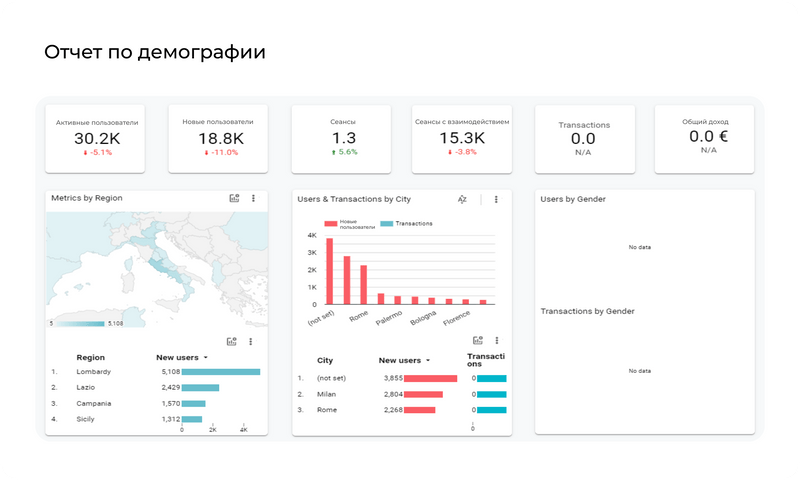 Отчет по демографии
Активные пользователи
30.2K
-5.1%
Новые пользователи
18.8K
-11.0%
Сеансы
1.3
5.6%
Сеансы с взаимодействием
15.3K
-3.8%
Transactions
0.0
N/A
Общий доход
0.0 €
N/A
Metrics by Region
5
5,108
Region New users
1. Lombardy 5,108
2. Lazio 2,429
3. Campania 1,570
4. Sicily 1,312
0 2K 4K
Users & Transactions by City
Новые
пользователи
Transactions
4K
3K
2K
1K
0
(not set) Rome Palermo Bologna Florence
City New users Transacti
ons
1. (not set) 3,855 0
2. Milan 2,804 0
3. Rome 2,268 0
0
Users by Gender
No data
Transactions by Gender
No data